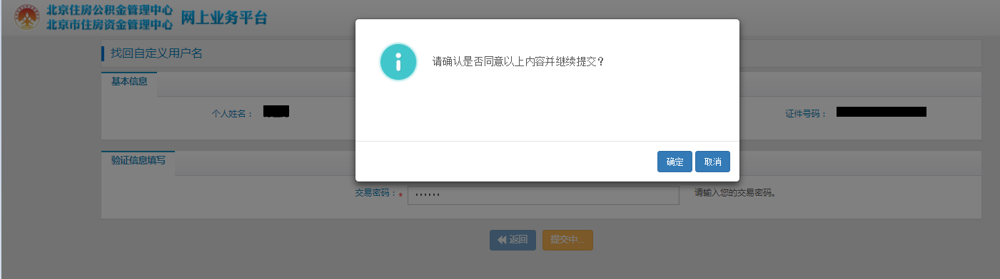 北京住房公积金管理中心
北京市住房资金管理中心
网上业务平台
找回自定义用户名
请确认是否同意以上内容并继续提交？
基本信息
个人姓名：
证件号码：
确定 取消
验证信息填写
交易密码：* ······ 请输入您的交易密码。
返回 提交中...